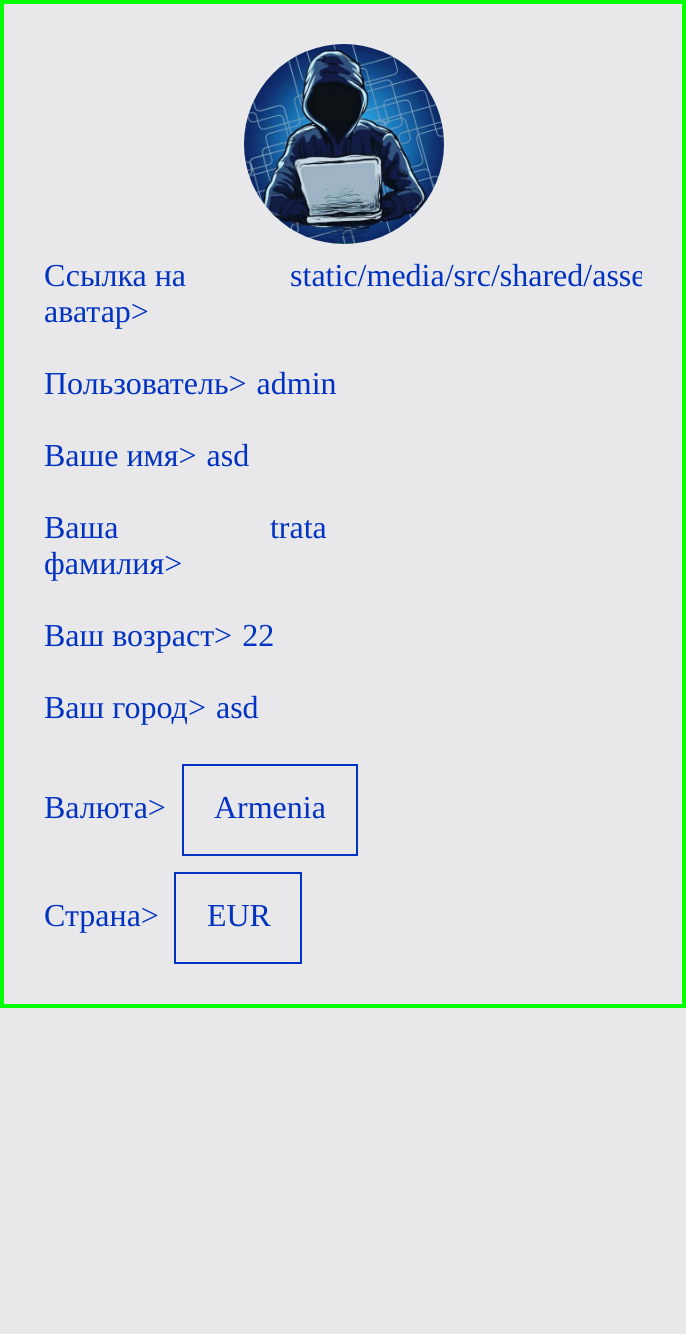 Ссылка на static/media/src/shared/asse
аватар>
Пользователь> admin
Ваше имя> asd
Ваша trata
фамилия>
Ваш возраст> 22
Ваш город> asd
Валюта> Armenia
Страна> EUR